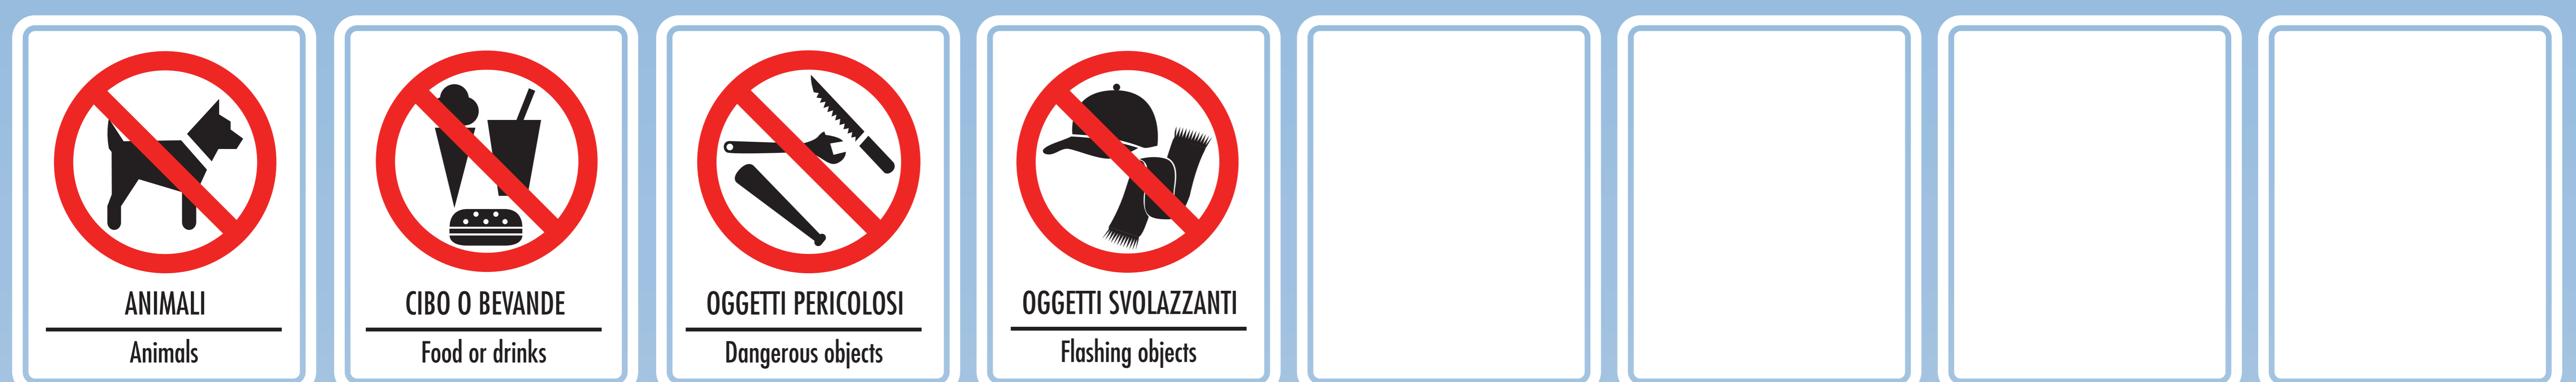 ANIMALI
Animals
CIBO O BEVANDE
Food or drinks
OGGETTI PERICOLOSI
Dangerous objects
OGGETTI SVOLAZZANTI
Flashing objects